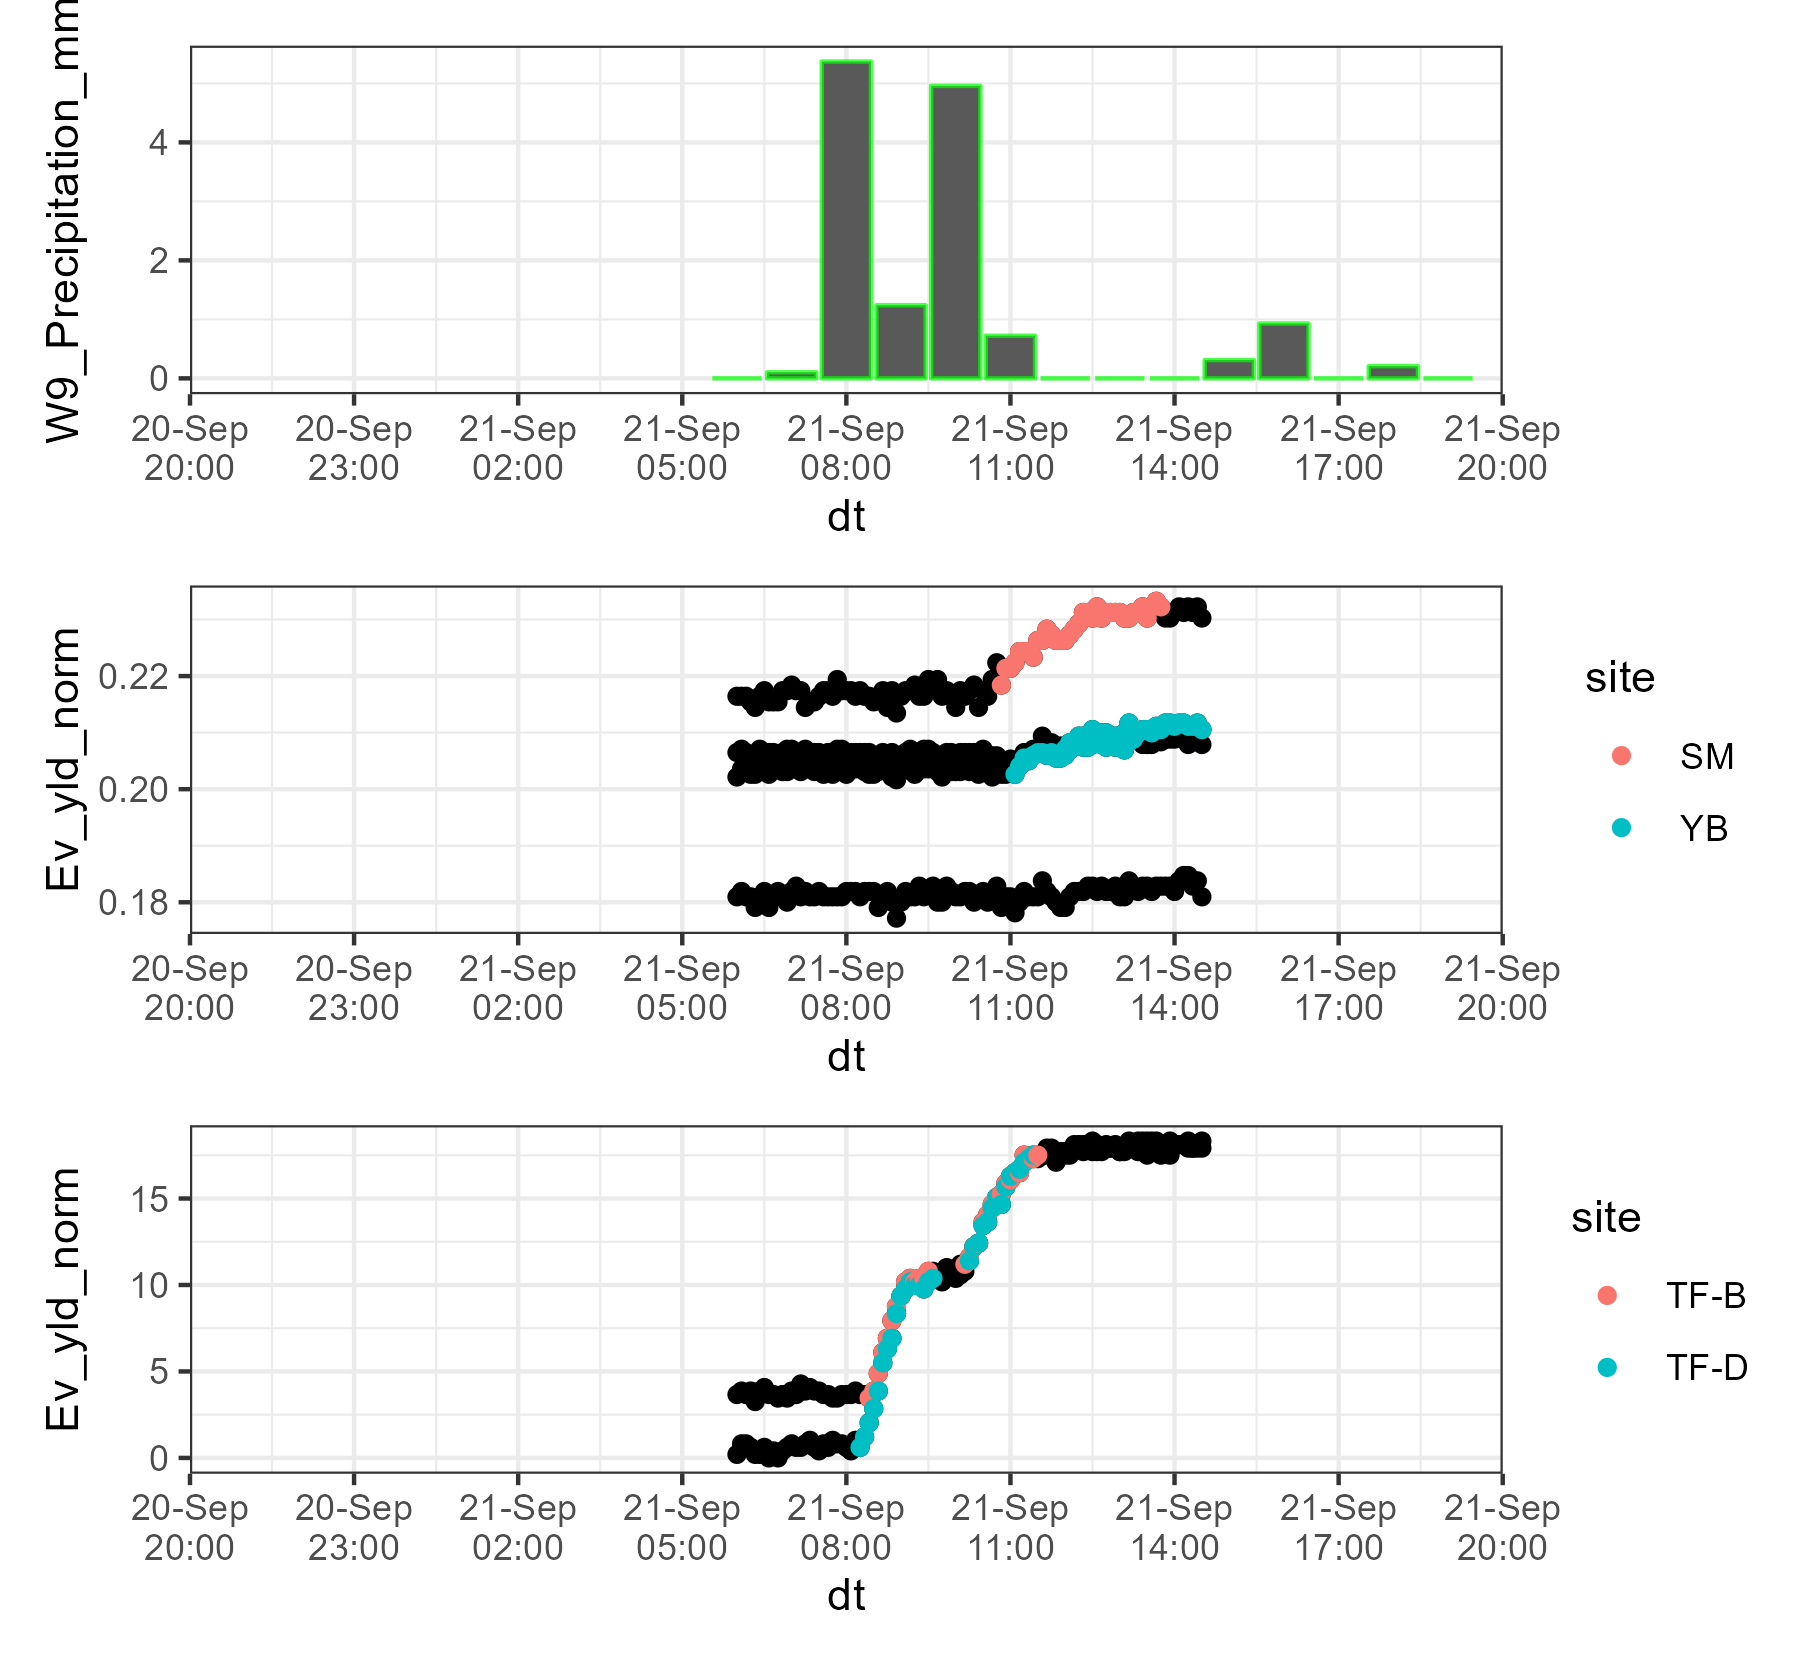 W9_Precipitation_mm
4
2
0
20-Sep 20-Sep 21-Sep 21-Sep 21-Sep 21-Sep 21-Sep 21-Sep 21-Sep
20:00 23:00 02:00 05:00 08:00 11:00 14:00 17:00 20:00
dt
Ev_yld_norm
0.22
0.20
0.18
20-Sep 20-Sep 21-Sep 21-Sep 21-Sep 21-Sep 21-Sep 21-Sep 21-Sep
20:00 23:00 02:00 05:00 08:00 11:00 14:00 17:00 20:00
dt
site
SM
YB
Ev_yld_norm
15
10
5
0
20-Sep 20-Sep 21-Sep 21-Sep 21-Sep 21-Sep 21-Sep 21-Sep 21-Sep
20:00 23:00 02:00 05:00 08:00 11:00 14:00 17:00 20:00
dt
site
TF-B
TF-D